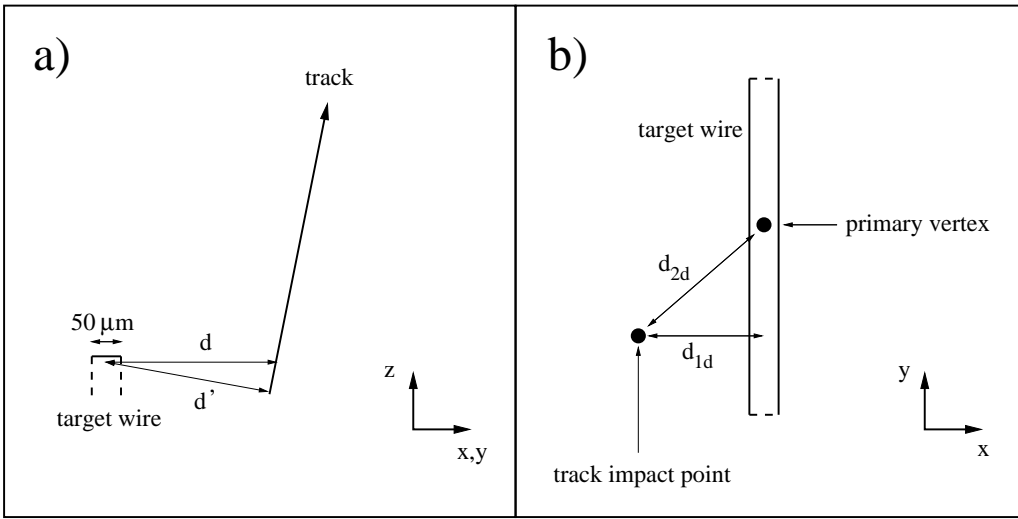 a)
track
50 μm
d
d’
target wire
z
x,y
b)
target wire
primary vertex
d2d
d1d
track impact point
y
x